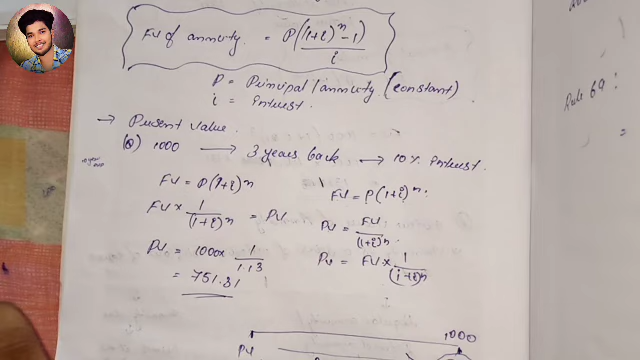 FV of annuity = P((1+i)^n - 1) / i
P = Principal / annuity (constant)
i = interest.
→ Present value.
(Q) 1000 → 3 years back → 10% interest.
FV = P(1+i)^n
FV × 1/(1+i)^n = PV
PV = 1000 × 1/1.1^3
= 751.31
FV = P(1+i)^n.
PV = FV/(1+i)^n.
PV = FV × 1/(1+i)^n
1000
PV
Rule 69 :
=